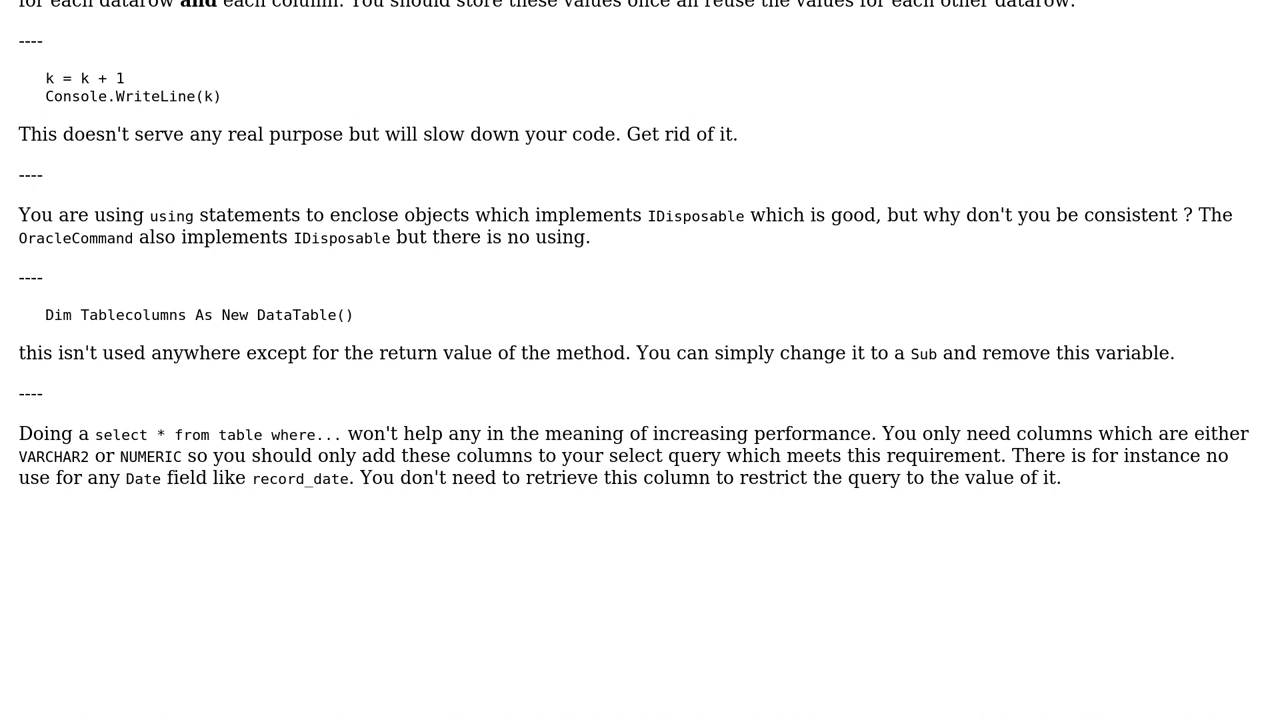 for each datarow and each column. You should store these values once an reuse the values for each other datarow.
----
k = k + 1
Console.WriteLine(k)
This doesn't serve any real purpose but will slow down your code. Get rid of it.
----
You are using using statements to enclose objects which implements IDisposable which is good, but why don't you be consistent ? The
OracleCommand also implements IDisposable but there is no using.
----
Dim Tablecolumns As New DataTable()
this isn't used anywhere except for the return value of the method. You can simply change it to a Sub and remove this variable.
----
Doing a select * from table where... won't help any in the meaning of increasing performance. You only need columns which are either
VARCHAR2 or NUMERIC so you should only add these columns to your select query which meets this requirement. There is for instance no
use for any Date field like record_date. You don't need to retrieve this column to restrict the query to the value of it.